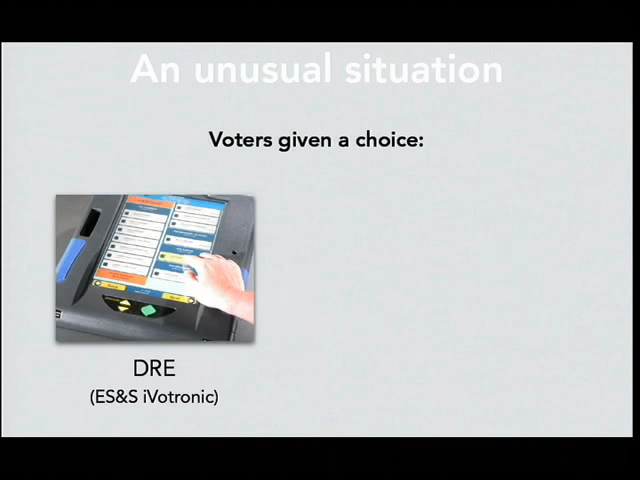 An unusual situation
Voters given a choice:
DRE
(ES&S iVotronic)